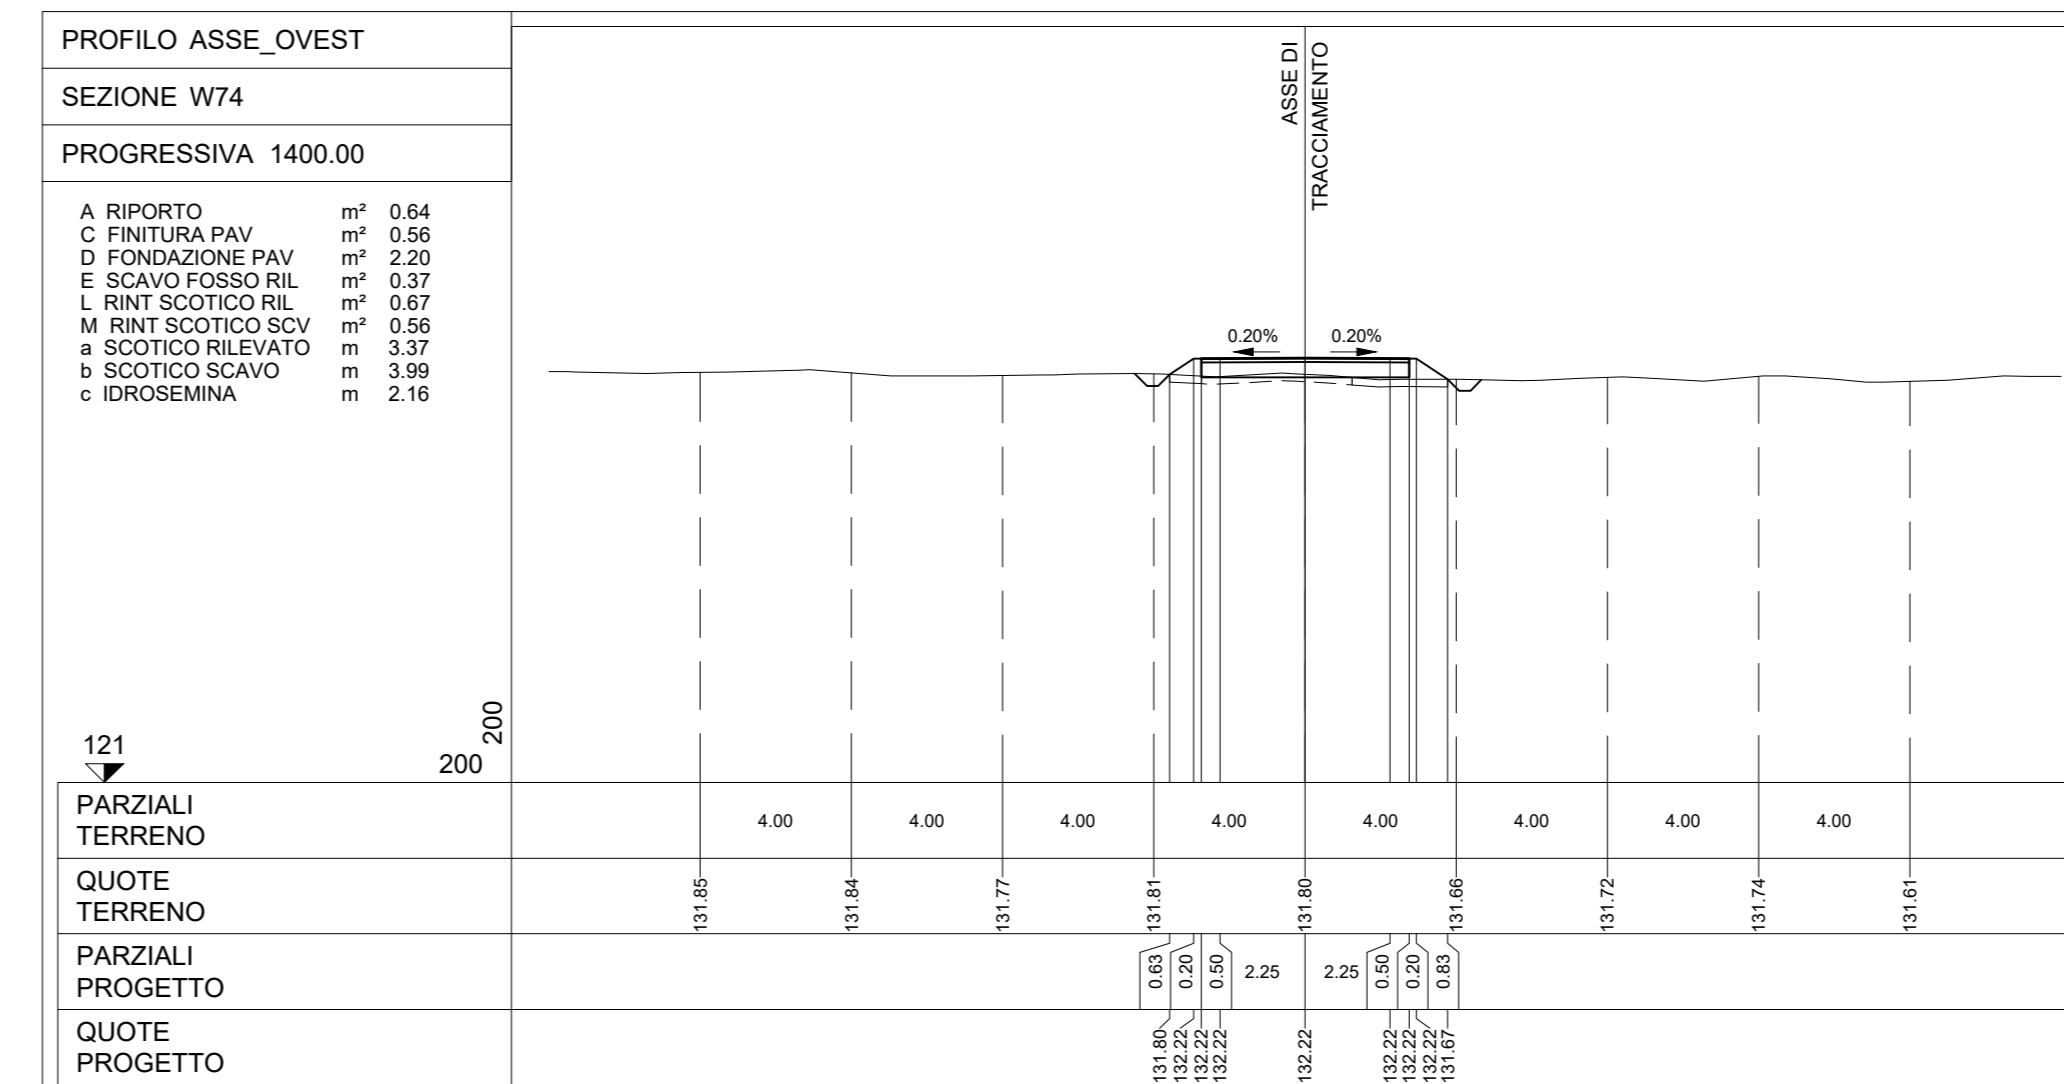 PROFILO ASSE_OVEST
SEZIONE W74
PROGRESSIVA 1400.00
A RIPORTO m² 0.64
C FINITURA PAV m² 0.56
D FONDAZIONE PAV m² 2.20
E SCAVO FOSSO RIL m² 0.37
L RINT SCOTICO RIL m² 0.67
M RINT SCOTICO SCV m² 0.56
a SCOTICO RILEVATO m 3.37
b SCOTICO SCAVO m 3.99
c IDROSEMINA m 2.16
ASSE DI
TRACCIAMENTO
0.20% 0.20%
121
200
200
PARZIALI
TERRENO
4.00 4.00 4.00 4.00 4.00 4.00 4.00 4.00
QUOTE
TERRENO
131.85 131.84 131.77 131.81 131.80 131.66 131.72 131.74 131.61
PARZIALI
PROGETTO
0.63 0.20 0.50 2.25 2.25 0.50 0.20 0.83
QUOTE
PROGETTO
131.80 132.22 132.22 132.22 132.22 132.22 132.22 132.22 131.67